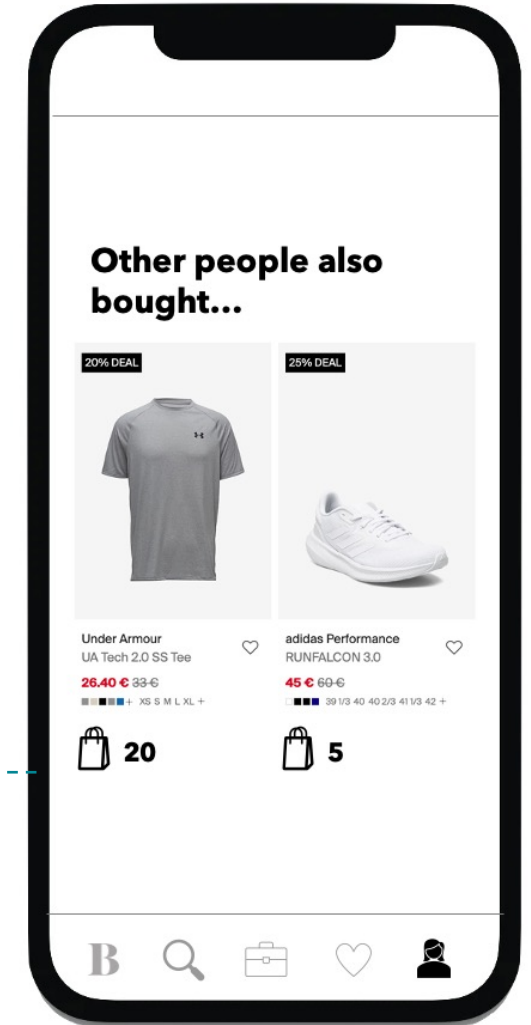 Other people also
bought...
20% DEAL
25% DEAL
Under Armour
UA Tech 2.0 SS Tee
26.40 € 33 €
+ XS S M L XL +
adidas Performance
RUNFALCON 3.0
45 € 60 €
39 1/3 40 40 2/3 41 1/3 42 +
20
5
B